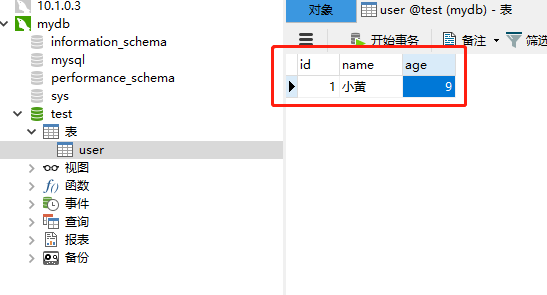 10.1.0.3
mydb
information_schema
mysql
performance_schema
sys
test
表
user
视图
f() 函数
事件
查询
报表
备份
对象 user @test (mydb) - 表
开始事务 备注 筛选
id name age
1 小黄 9